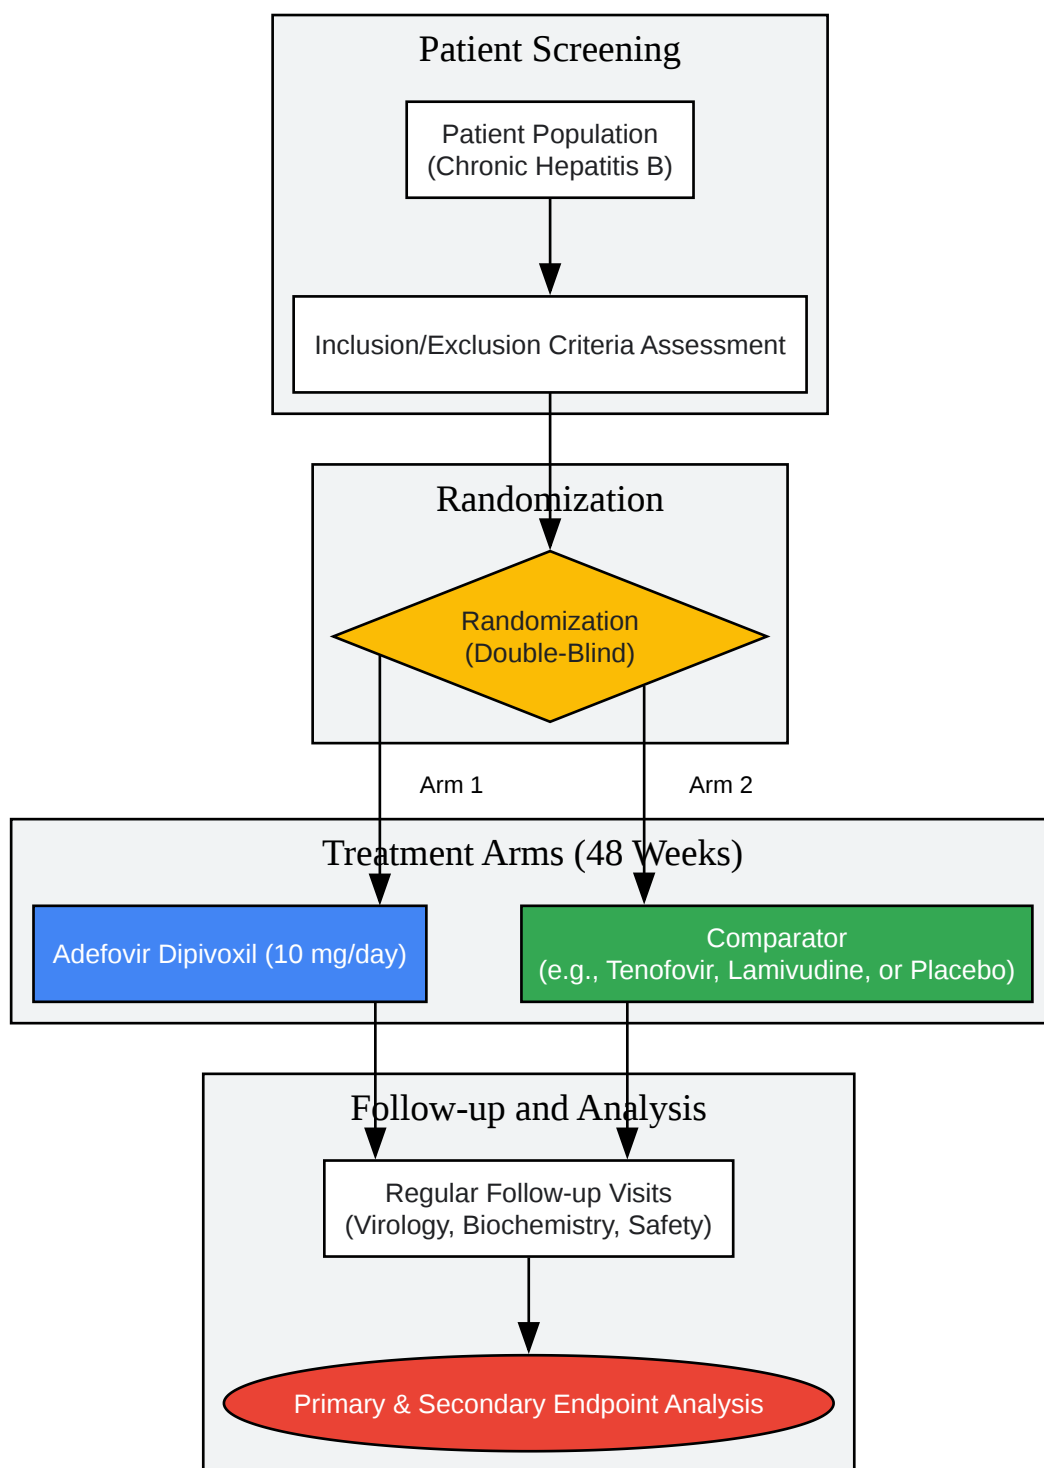 Patient Screening
Patient Population
(Chronic Hepatitis B)
Inclusion/Exclusion Criteria Assessment
Randomization
Randomization
(Double-Blind)
Arm 1
Arm 2
Treatment Arms (48 Weeks)
Adefovir Dipivoxil (10 mg/day)
Comparator
(e.g., Tenofovir, Lamivudine, or Placebo)
Follow-up and Analysis
Regular Follow-up Visits
(Virology, Biochemistry, Safety)
Primary & Secondary Endpoint Analysis